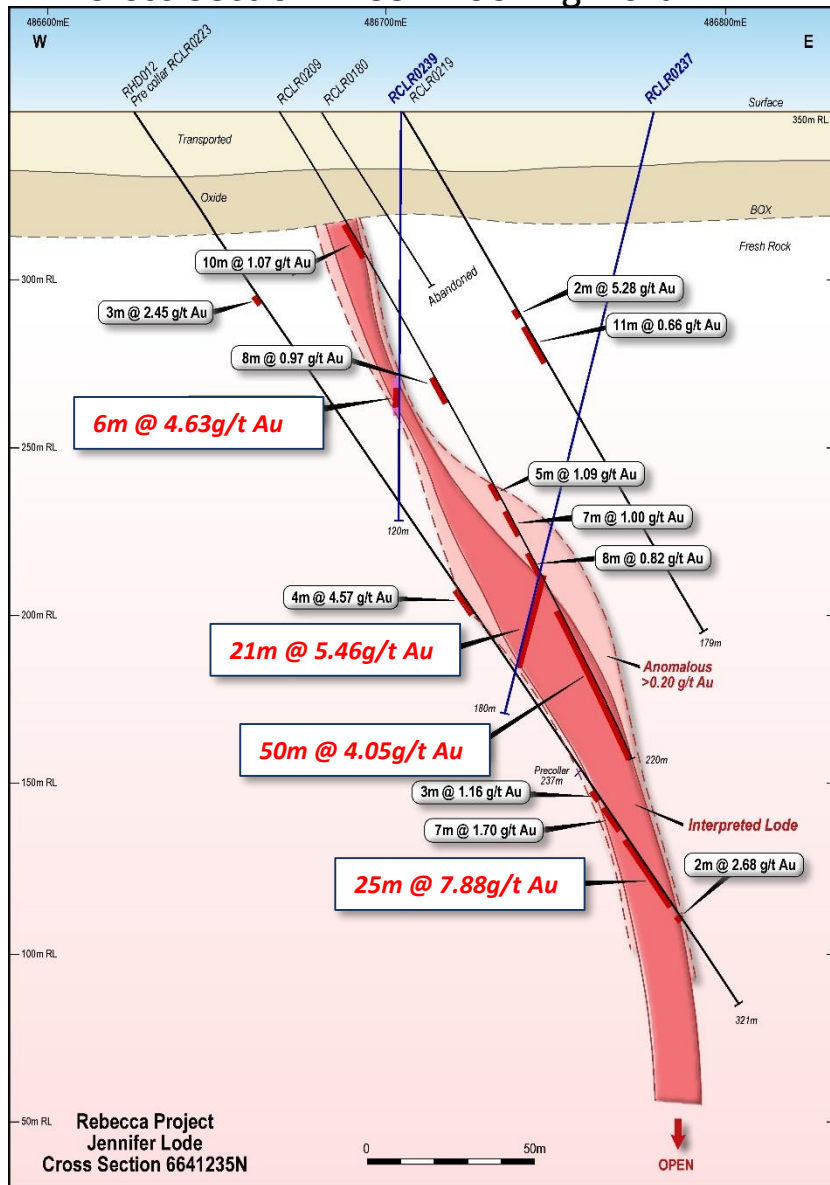 486600mE
486700mE
486800mE
W
E
RHD012
Pre collar RCLR0223
RCLR0209
RCLR0180
RCLR0239
RCLR0219
RCLR0237
Surface
350m RL
Transported
Oxide
BOX
Fresh Rock
10m @ 1.07 g/t Au
Abandoned
300m RL
2m @ 5.28 g/t Au
3m @ 2.45 g/t Au
11m @ 0.66 g/t Au
8m @ 0.97 g/t Au
6m @ 4.63g/t Au
250m RL
5m @ 1.09 g/t Au
7m @ 1.00 g/t Au
120m
8m @ 0.82 g/t Au
4m @ 4.57 g/t Au
200m RL
179m
21m @ 5.46g/t Au
Anomalous
>0.20 g/t Au
180m
50m @ 4.05g/t Au
220m
Precollar
237m
150m RL
3m @ 1.16 g/t Au
7m @ 1.70 g/t Au
Interpreted Lode
2m @ 2.68 g/t Au
25m @ 7.88g/t Au
100m RL
321m
50m RL
Rebecca Project
Jennifer Lode
Cross Section 6641235N
0
50m
OPEN